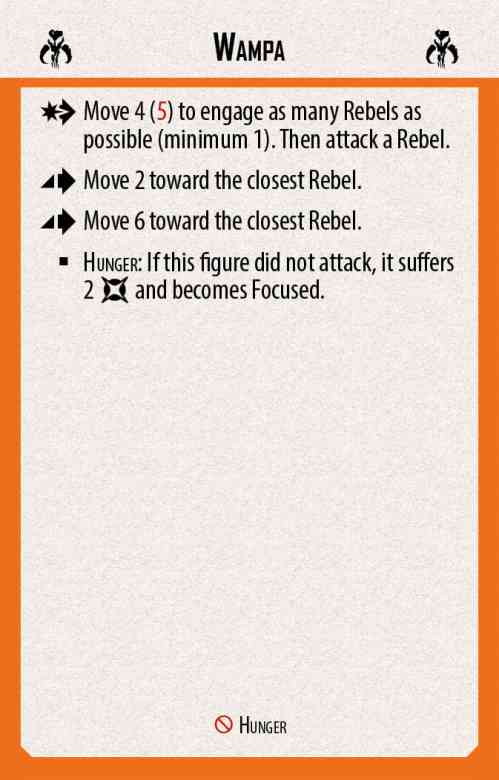 WAMPA
Move 4 (5) to engage as many Rebels as
possible (minimum 1). Then attack a Rebel.
Move 2 toward the closest Rebel.
Move 6 toward the closest Rebel.
▪ HUNGER: If this figure did not attack, it suffers
2 and becomes Focused.
HUNGER